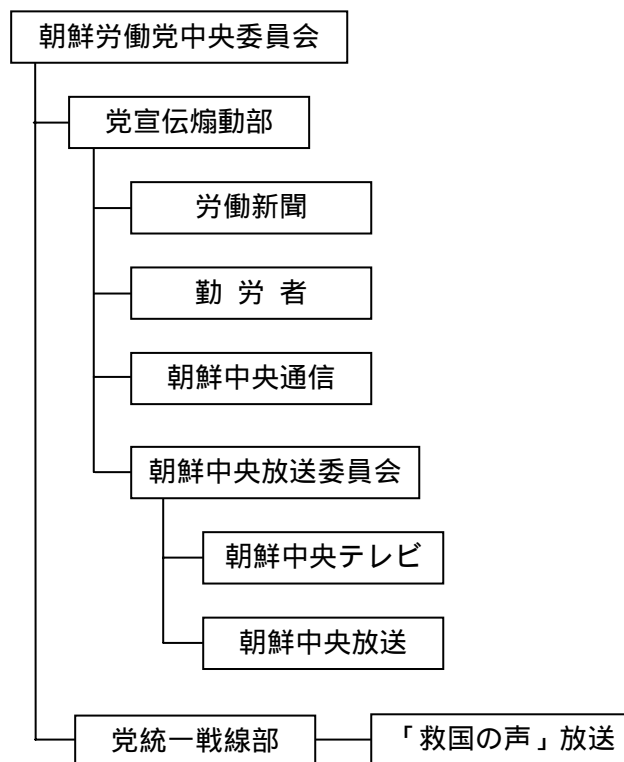 朝鮮労働党中央委員会
党宣伝煽動部
労働新聞
勤 労 者
朝鮮中央通信
朝鮮中央放送委員会
朝鮮中央テレビ
朝鮮中央放送
党統一戦線部
「救国の声」放送